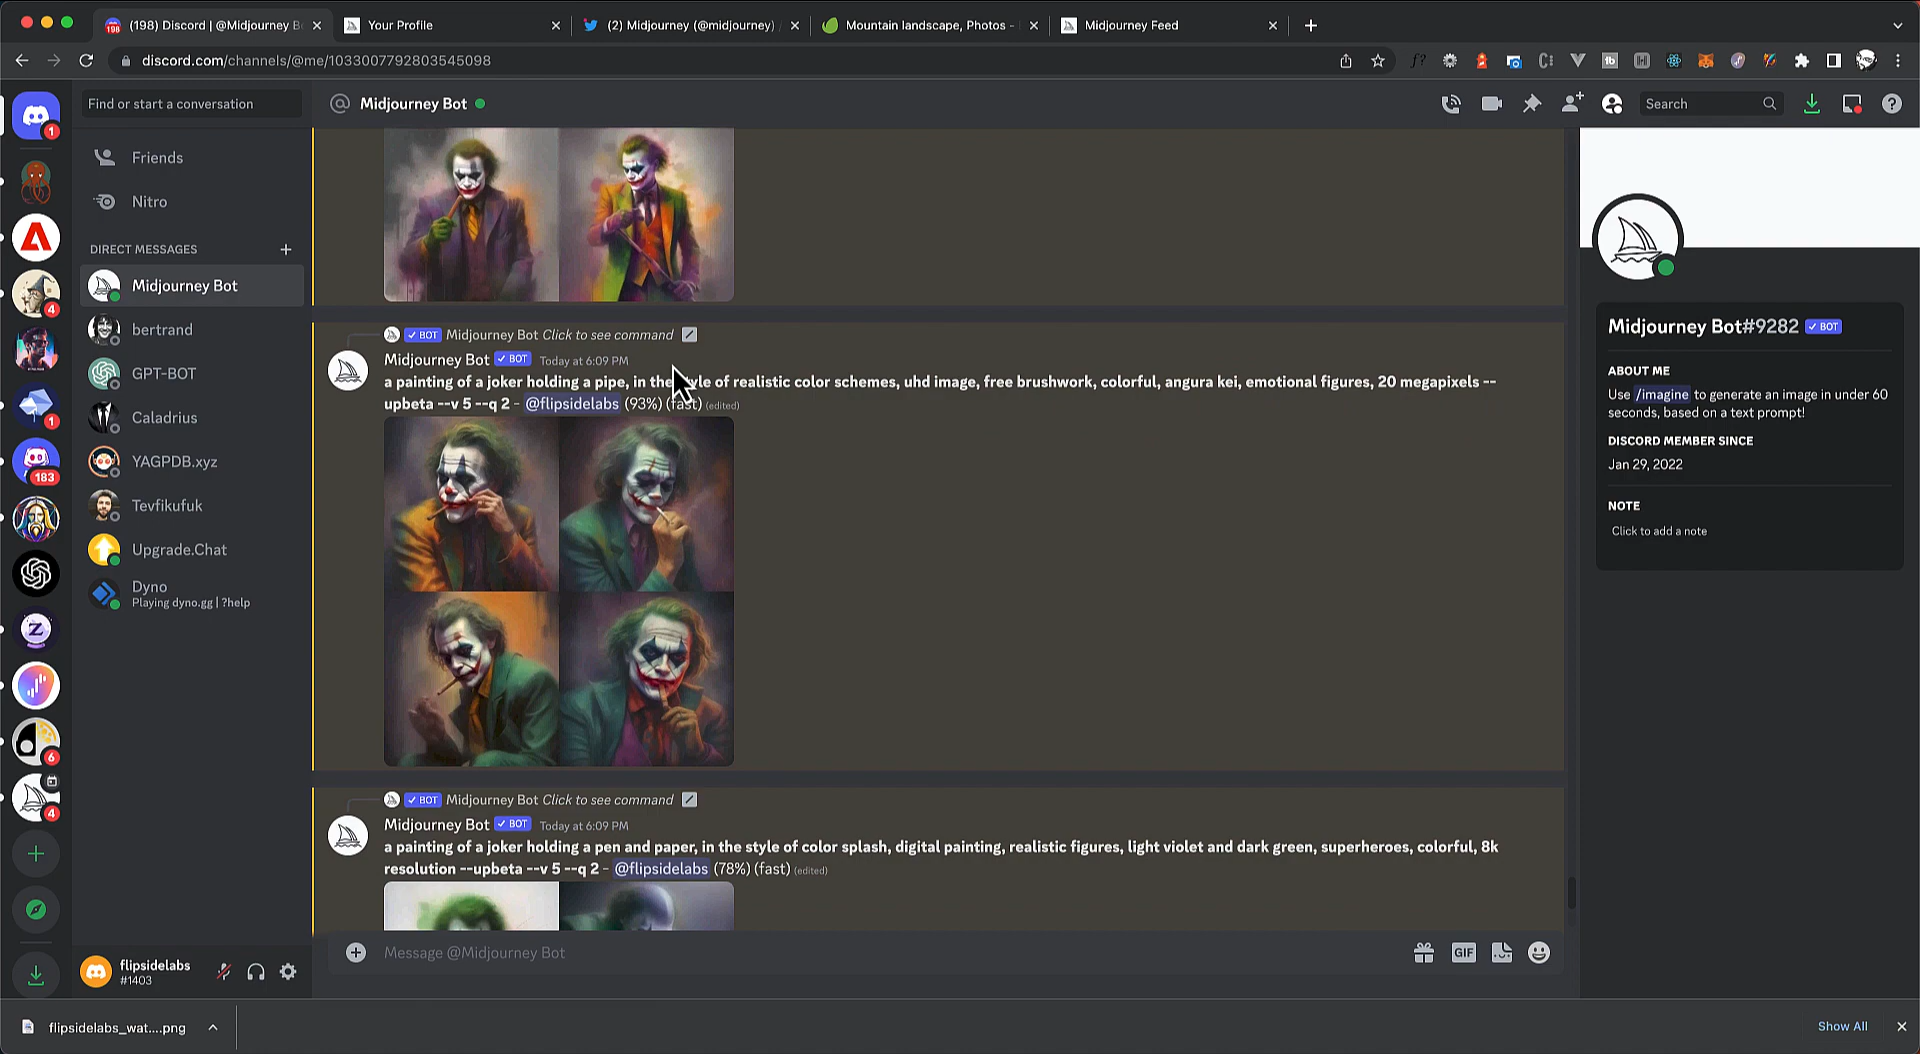 (198) Discord | @Midjourney B
Your Profile
(2) Midjourney (@midjourney)
Mountain landscape, Photos -
Midjourney Feed
discord.com/channels/@me/1033007792803545098
Find or start a conversation
Midjourney Bot
Search
Friends
Nitro
DIRECT MESSAGES
Midjourney Bot
bertrand
GPT-BOT
Caladrius
YAGPDB.xyz
Tevfikufuk
Upgrade.Chat
Dyno
Playing dyno.gg | ?help
1
4
1
183
6
4
BOT Midjourney Bot Click to see command
Midjourney Bot BOT Today at 6:09 PM
a painting of a joker holding a pipe, in the style of realistic color schemes, uhd image, free brushwork, colorful, angura kei, emotional figures, 20 megapixels --
upbeta --v 5 --q 2 - @flipsidelabs (93%) (fast) (edited)
BOT Midjourney Bot Click to see command
Midjourney Bot BOT Today at 6:09 PM
a painting of a joker holding a pen and paper, in the style of color splash, digital painting, realistic figures, light violet and dark green, superheroes, colorful, 8k
resolution --upbeta --v 5 --q 2 - @flipsidelabs (78%) (fast) (edited)
Message @Midjourney Bot
GIF
Midjourney Bot#9282 BOT
ABOUT ME
Use /imagine to generate an image in under 60
seconds, based on a text prompt!
DISCORD MEMBER SINCE
Jan 29, 2022
NOTE
Click to add a note
flipsidelabs
#1403
flipsidelabs_wat....png
Show All